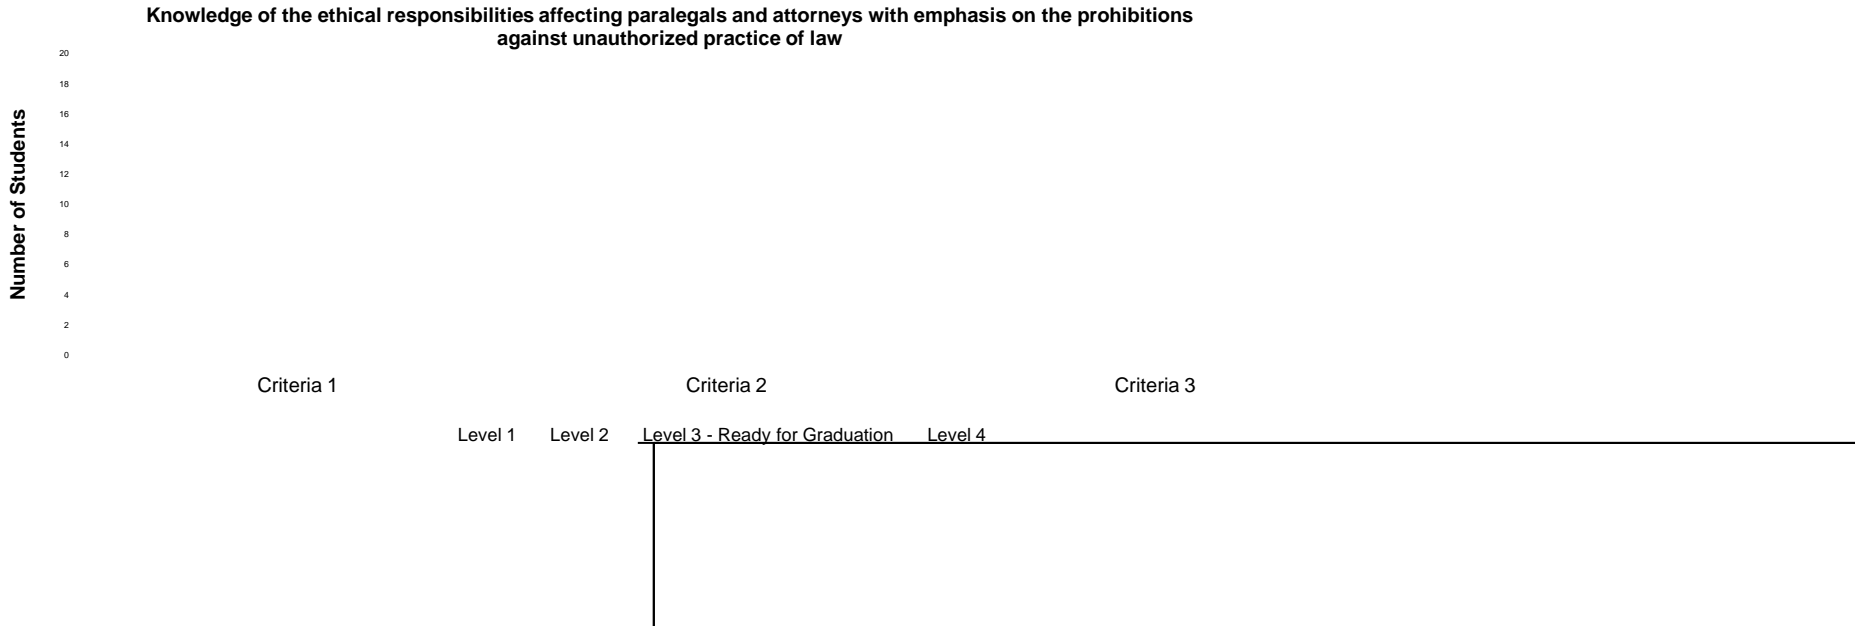 Knowledge of the ethical responsibilities affecting paralegals and attorneys with emphasis on the prohibitions
against unauthorized practice of law
20
18
16
14
12
10
8
6
4
2
0
Number of Students
Criteria 1 Criteria 2 Criteria 3
Level 1 Level 2 Level 3 - Ready for Graduation Level 4